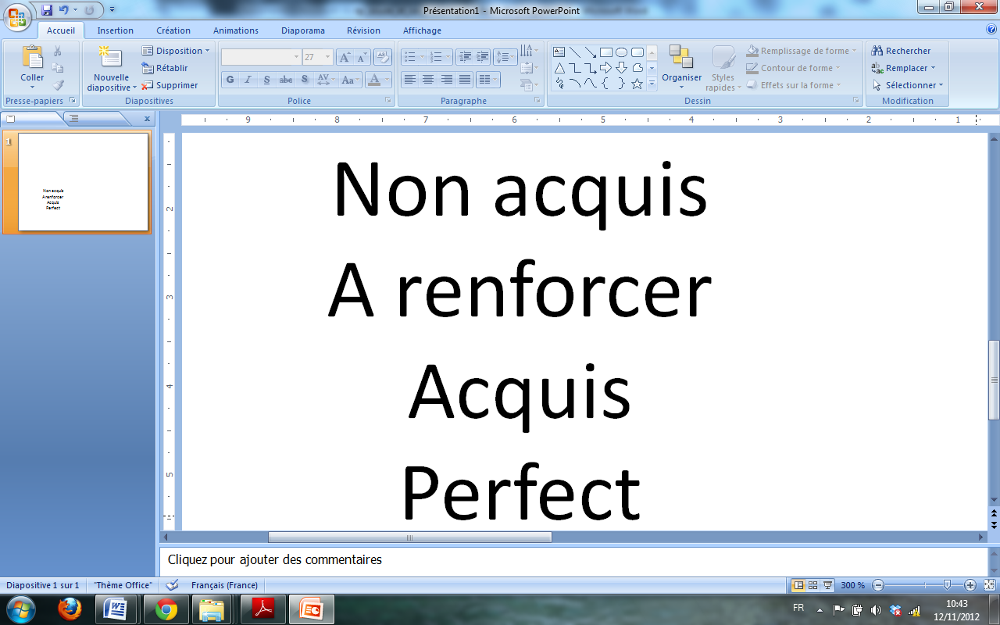 Présentation1 - Microsoft PowerPoint
Accueil Insertion Création Animations Diaporama Révision Affichage
Coller
Presse-papiers
Nouvelle diapositive
Disposition
Rétablir
Supprimer
Diapositives
27
G I S abc S AV Aa A
Police
Paragraphe
Organiser
Styles rapides
Remplissage de forme
Contour de forme
Effets sur la forme
Dessin
Rechercher
Remplacer
Sélectionner
Modification
9 8 7 6 5 4 3 2 1
1
Non acquis
A renforcer
Acquis
Perfect
2
3
4
5
Non acquis
A renforcer
Acquis
Perfect
Cliquez pour ajouter des commentaires
Diapositive 1 sur 1 "Thème Office" Français (France) 300 %
FR 10:43
12/11/2012